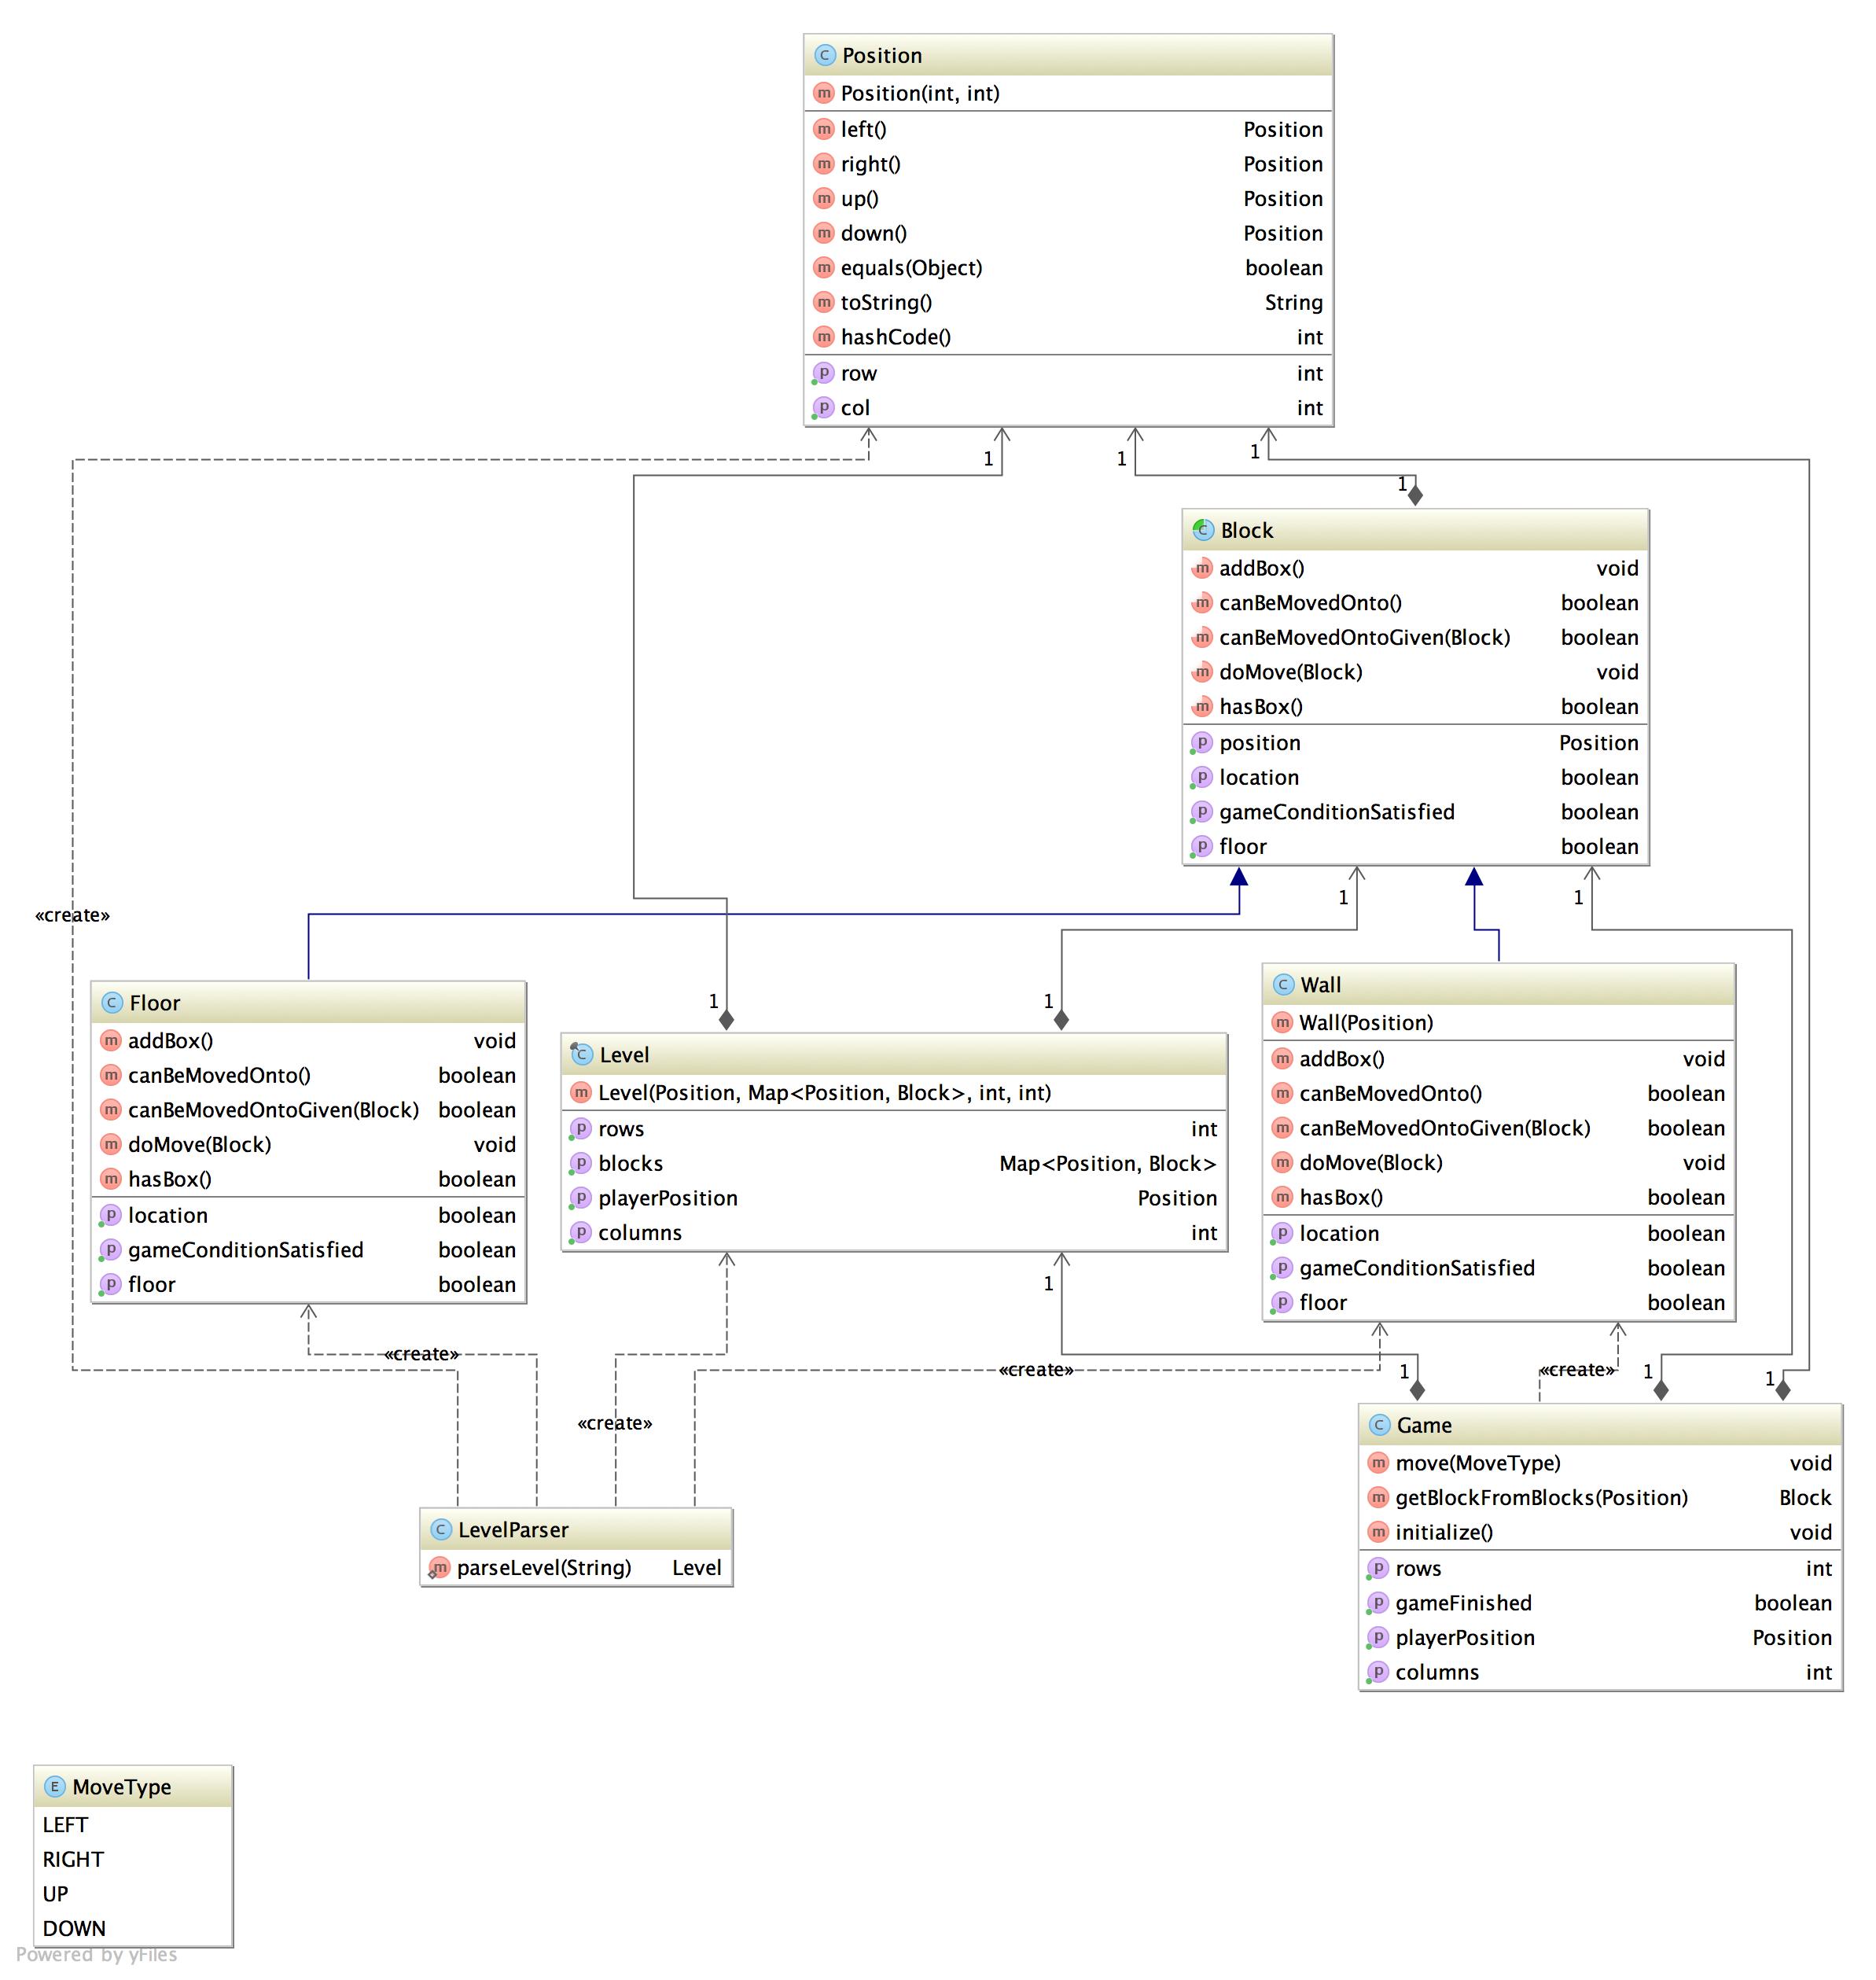 Position
Position(int, int)
left() Position
right() Position
up() Position
down() Position
equals(Object) boolean
toString() String
hashCode() int
row int
col int
1 1 1
1
Block
addBox() void
canBeMovedOnto() boolean
canBeMovedOntoGiven(Block) boolean
doMove(Block) void
hasBox() boolean
position Position
location boolean
gameConditionSatisfied boolean
floor boolean
1 1
«create»
Floor
addBox() void
canBeMovedOnto() boolean
canBeMovedOntoGiven(Block) boolean
doMove(Block) void
hasBox() boolean
location boolean
gameConditionSatisfied boolean
floor boolean
1 1
Level
Level(Position, Map<Position, Block>, int, int)
rows int
blocks Map<Position, Block>
playerPosition Position
columns int
1
Wall
Wall(Position)
addBox() void
canBeMovedOnto() boolean
canBeMovedOntoGiven(Block) boolean
doMove(Block) void
hasBox() boolean
location boolean
gameConditionSatisfied boolean
floor boolean
«create»
«create»
«create»
«create»
1 1 1
LevelParser
parseLevel(String) Level
Game
move(MoveType) void
getBlockFromBlocks(Position) Block
initialize() void
rows int
gameFinished boolean
playerPosition Position
columns int
MoveType
LEFT
RIGHT
UP
DOWN
Powered by yFiles